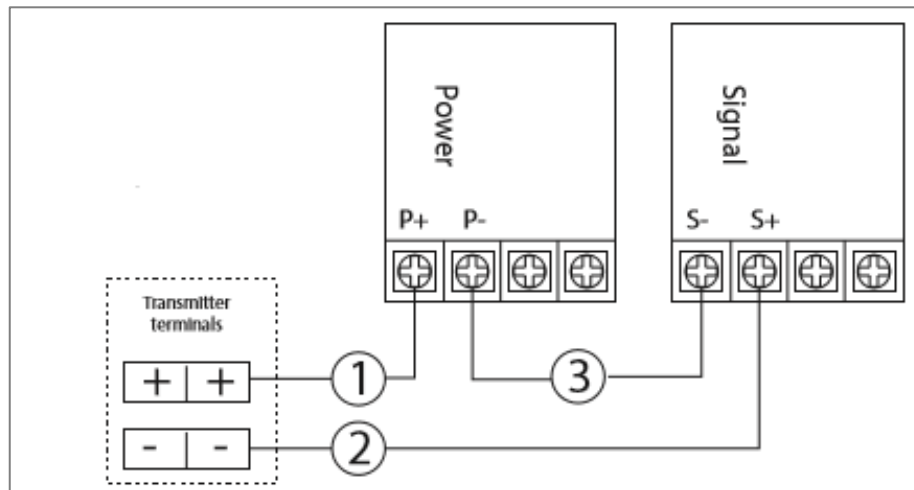 Power
Signal
P+ P-
S- S+
Transmitter
terminals
+ +
1
3
- -
2